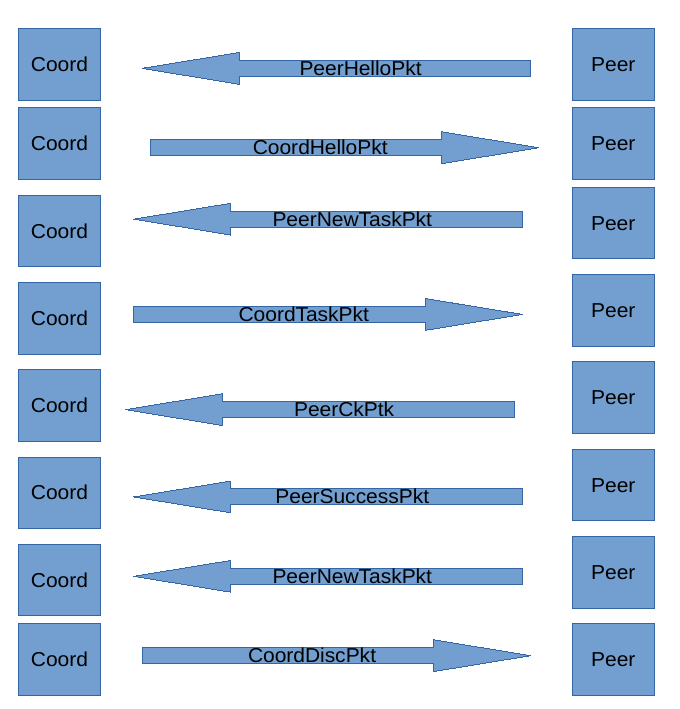 Coord PeerHelloPkt Peer
Coord CoordHelloPkt Peer
Coord PeerNewTaskPkt Peer
Coord CoordTaskPkt Peer
Coord PeerCkPtk Peer
Coord PeerSuccessPkt Peer
Coord PeerNewTaskPkt Peer
Coord CoordDiscPkt Peer